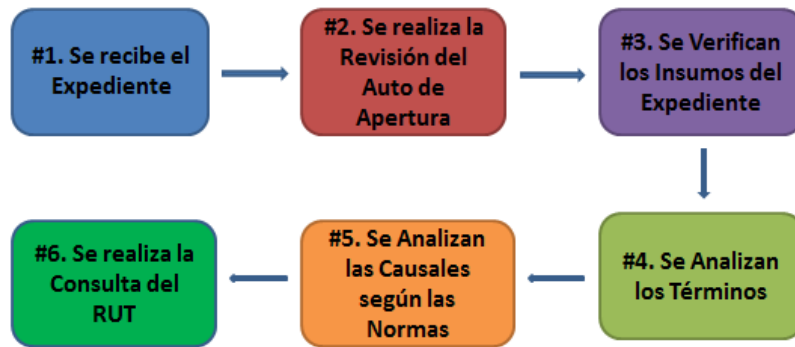 #1. Se recibe el
Expediente
#2. Se realiza la
Revisión del
Auto de
Apertura
#3. Se Verifican
los Insumos del
Expediente
#4. Se Analizan
los Términos
#5. Se Analizan
las Causales
según las
Normas
#6. Se realiza la
Consulta del
RUT